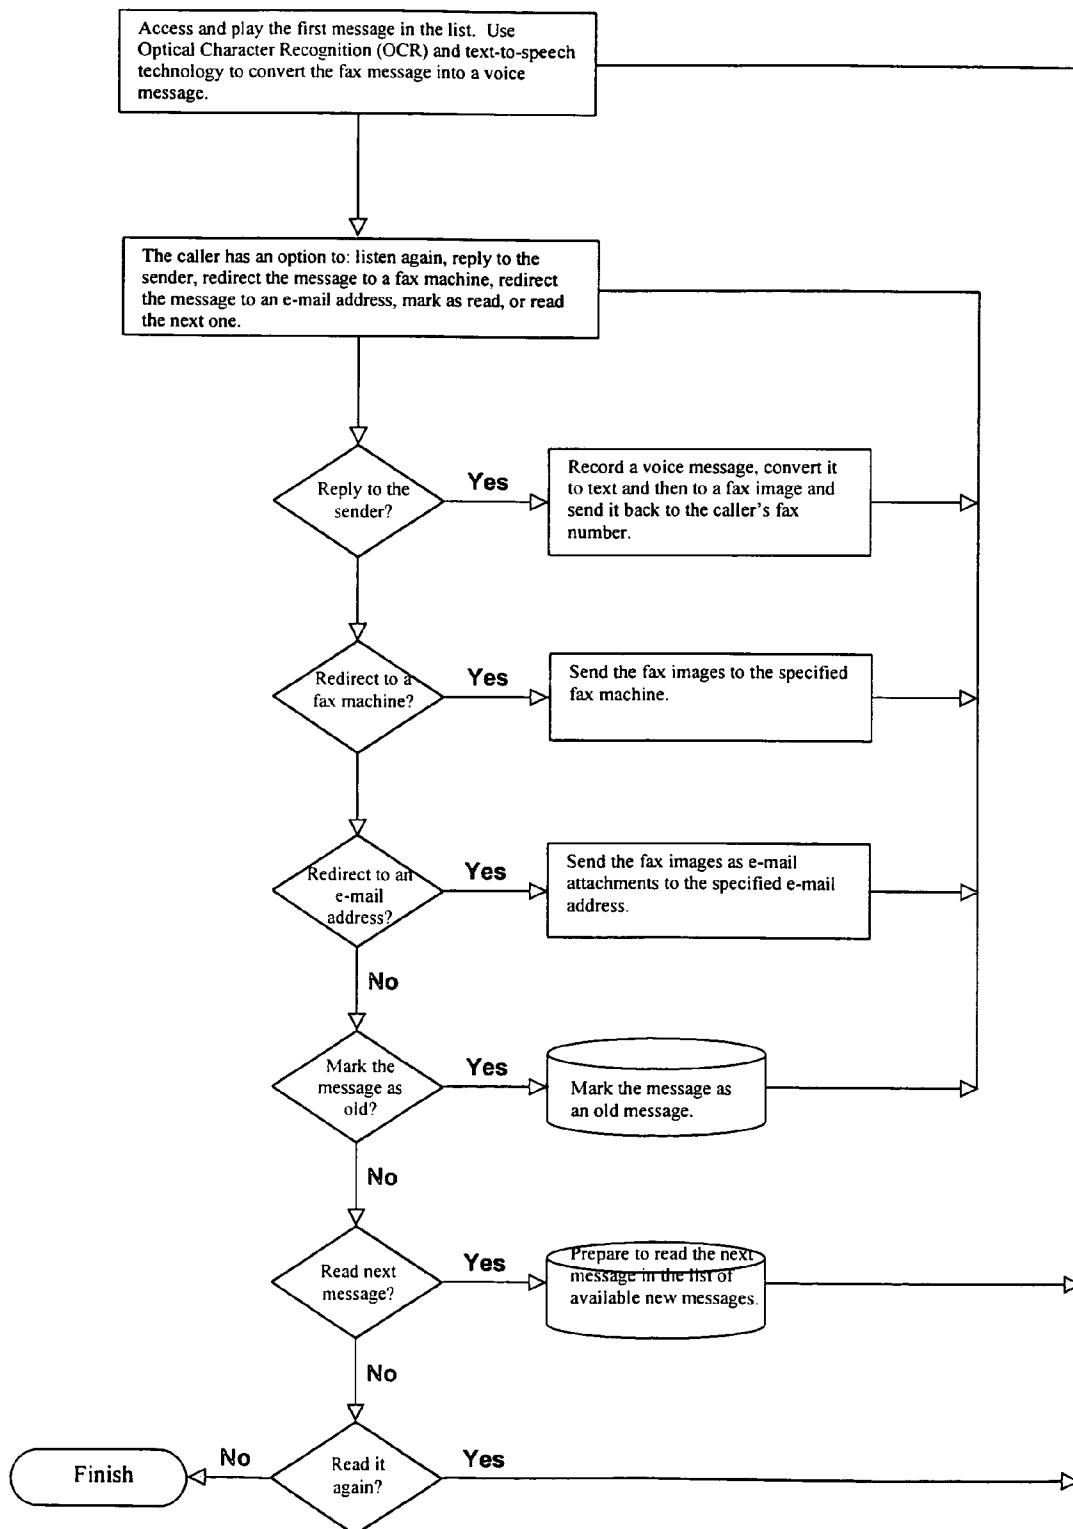 Access and play the first message in the list. Use
Optical Character Recognition (OCR) and text-to-speech
technology to convert the fax message into a voice
message.
The caller has an option to: listen again, reply to the
sender, redirect the message to a fax machine, redirect
the message to an e-mail address, mark as read, or read
the next one.
Reply to the
sender?
Yes
Record a voice message, convert it
to text and then to a fax image and
send it back to the caller's fax
number.
Redirect to a
fax machine?
Yes
Send the fax images to the specified
fax machine.
Redirect to an
e-mail
address?
Yes
Send the fax images as e-mail
attachments to the specified e-mail
address.
No
Mark the
message as
old?
Yes
Mark the message as
an old message.
No
Read next
message?
Yes
Prepare to read the next
message in the list of
available new messages.
No
Read it
again?
Yes
No
Finish